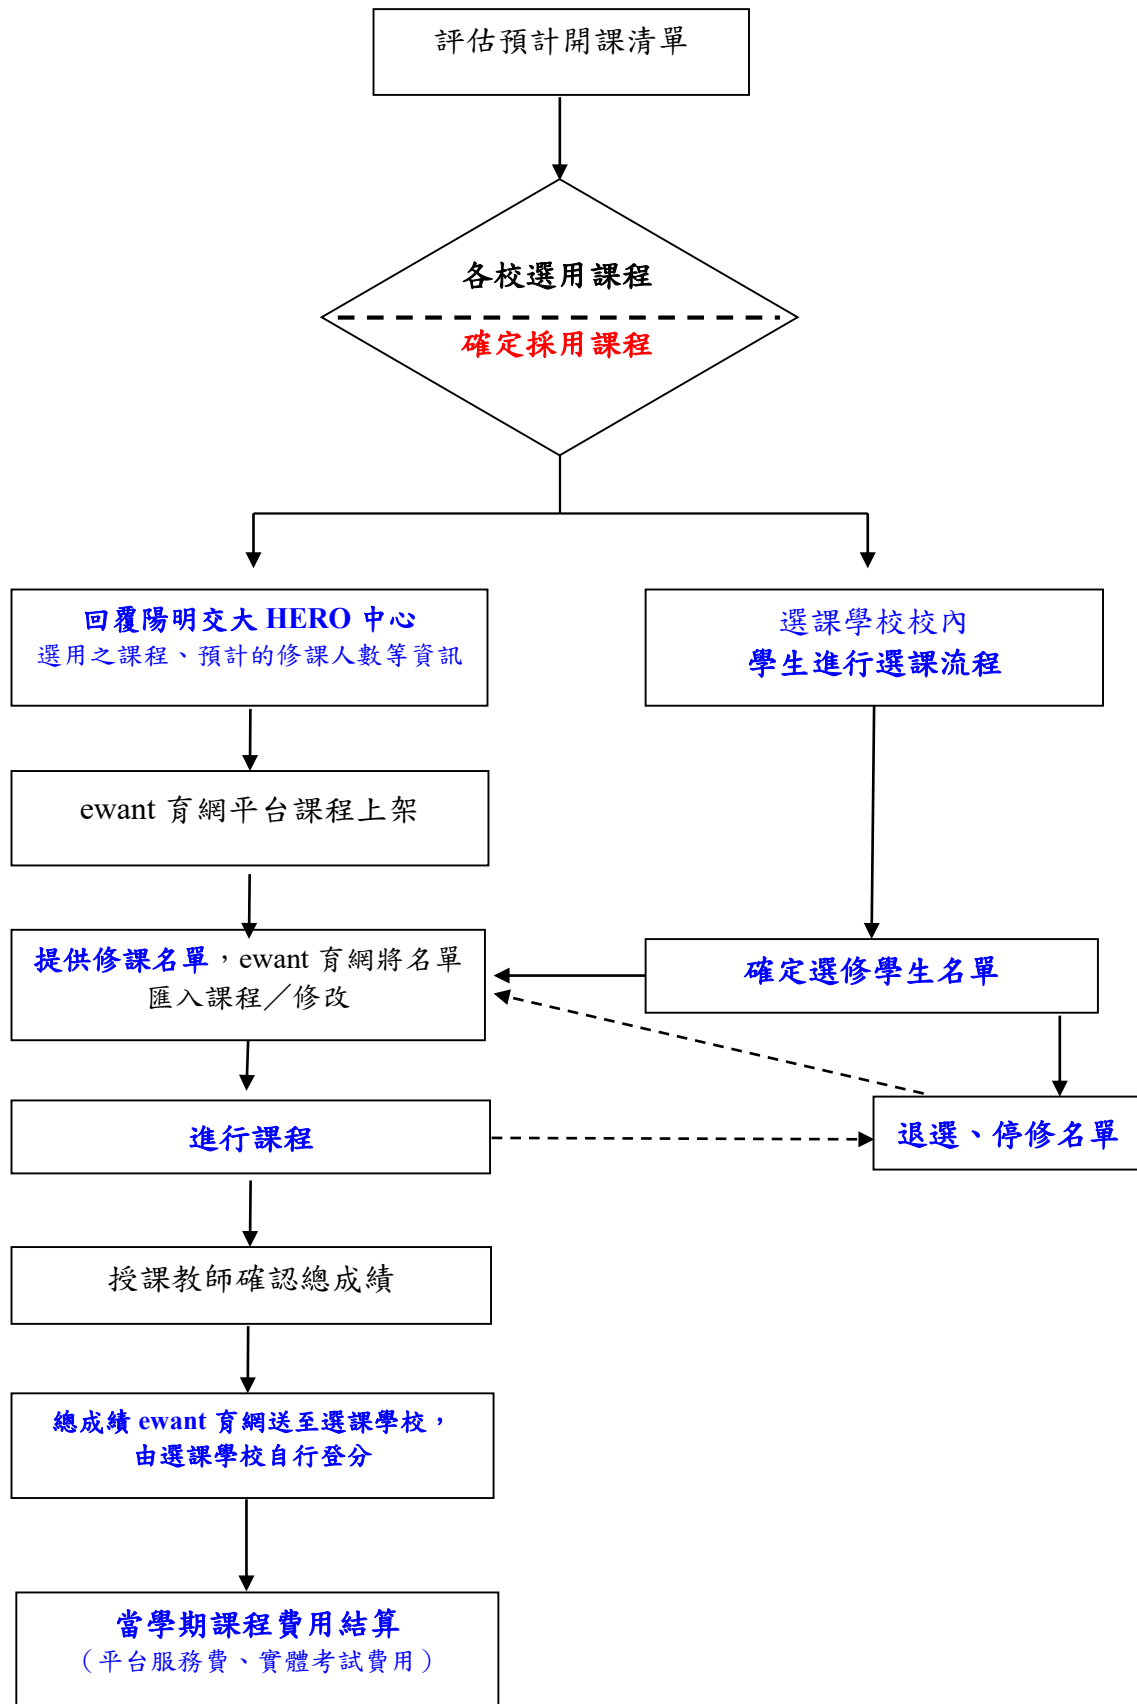 評估預計開課清單
各校選用課程
確定採用課程
回覆陽明交大 HERO 中心
選用之課程、預計的修課人數等資訊
選課學校校內
學生進行選課流程
ewant 育網平台課程上架
提供修課名單，ewant 育網將名單
匯入課程／修改
確定選修學生名單
進行課程
退選、停修名單
授課教師確認總成績
總成績 ewant 育網送至選課學校，
由選課學校自行登分
當學期課程費用結算
（平台服務費、實體考試費用）